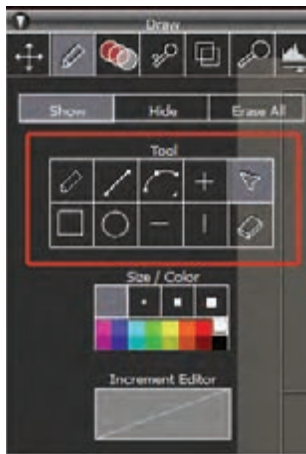 Draw
Show Hide Erase All
Tool
Size / Color
Increment Editor